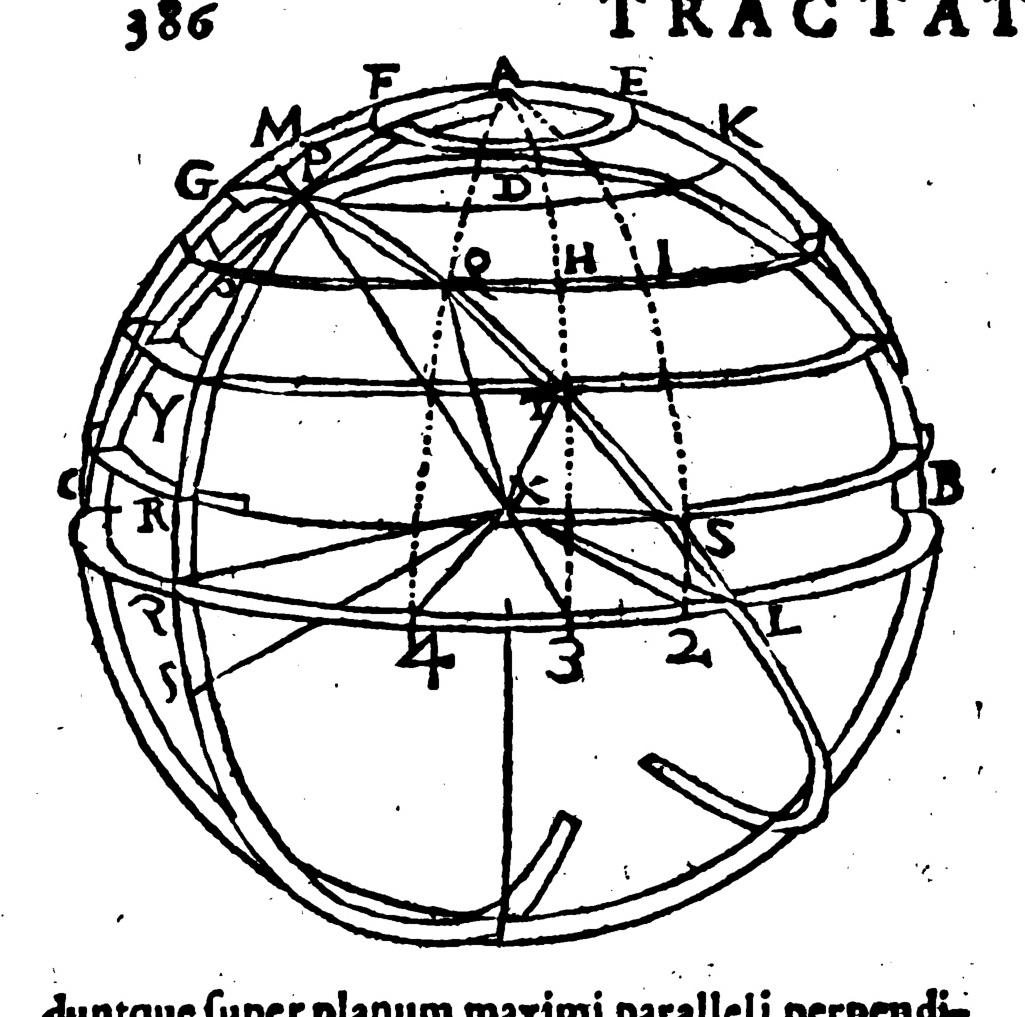 386 TRACTAT
F A E
M K
G P
D
Q H I
S
Y T
C X B
R S
R L
S 4 3 2
duntque super planum maximi paralleli perpendi-